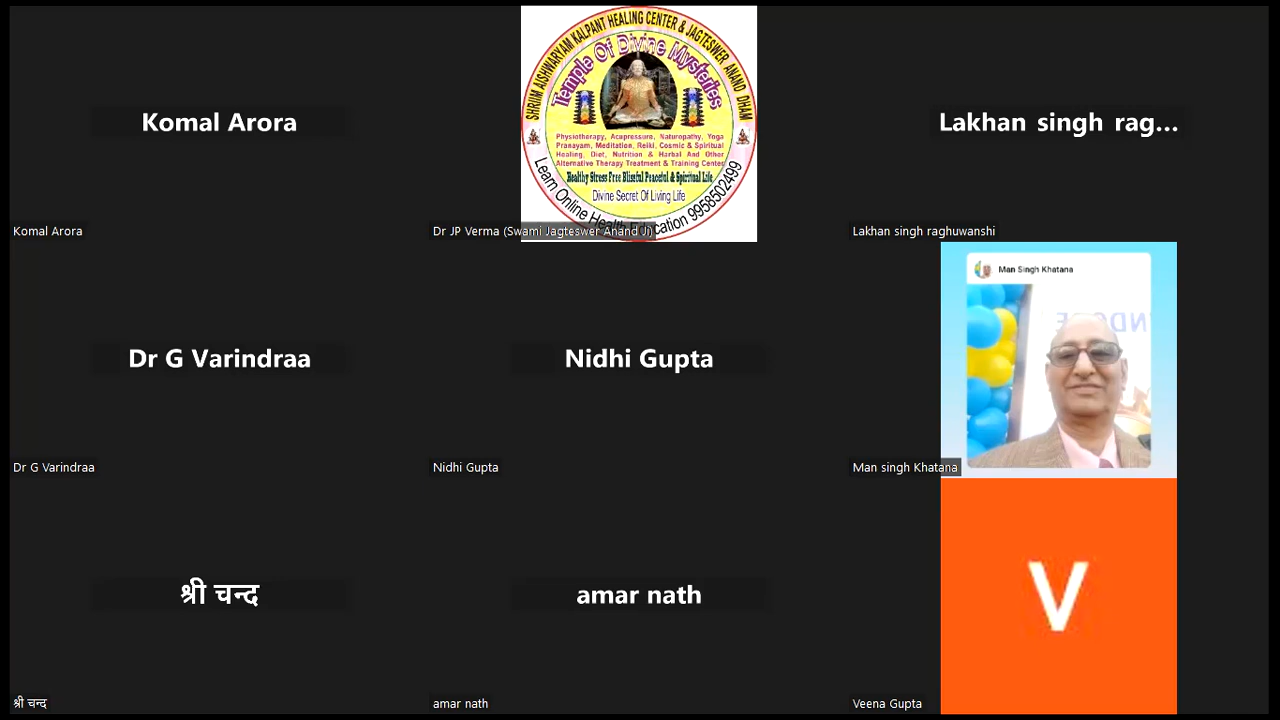 Komal Arora
Komal Arora
SHRUM AISHWARYAM KALPANT HEALING CENTER & JAGTESWER ANAND DHAM
Temple Of Divine Mysteries
Physiotherapy, Acupressure, Naturopathy, Yoga
Pranayam, Meditation, Reiki, Cosmic & Spiritual
Healing, Diet, Nutrition & Harbal And Other
Alternative Therapy Treatment & Training Center
Healthy Stress Free Blissful Peaceful & Spiritual Life
Divine Secret Of Living Life
Learn Online Health Education 9958502499
Dr JP Verma (Swami Jagteswer Anand Ji)
Lakhan singh rag...
Lakhan singh raghuwanshi
Dr G Varindraa
Dr G Varindraa
Nidhi Gupta
Nidhi Gupta
Man Singh Khatana
Man singh Khatana
श्री चन्द
श्री चन्द
amar nath
amar nath
V
Veena Gupta